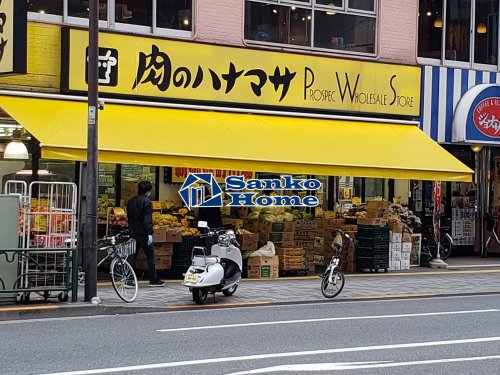 肉のハナマサ PROSPEC WHOLESALE STORE
Sanko
Home